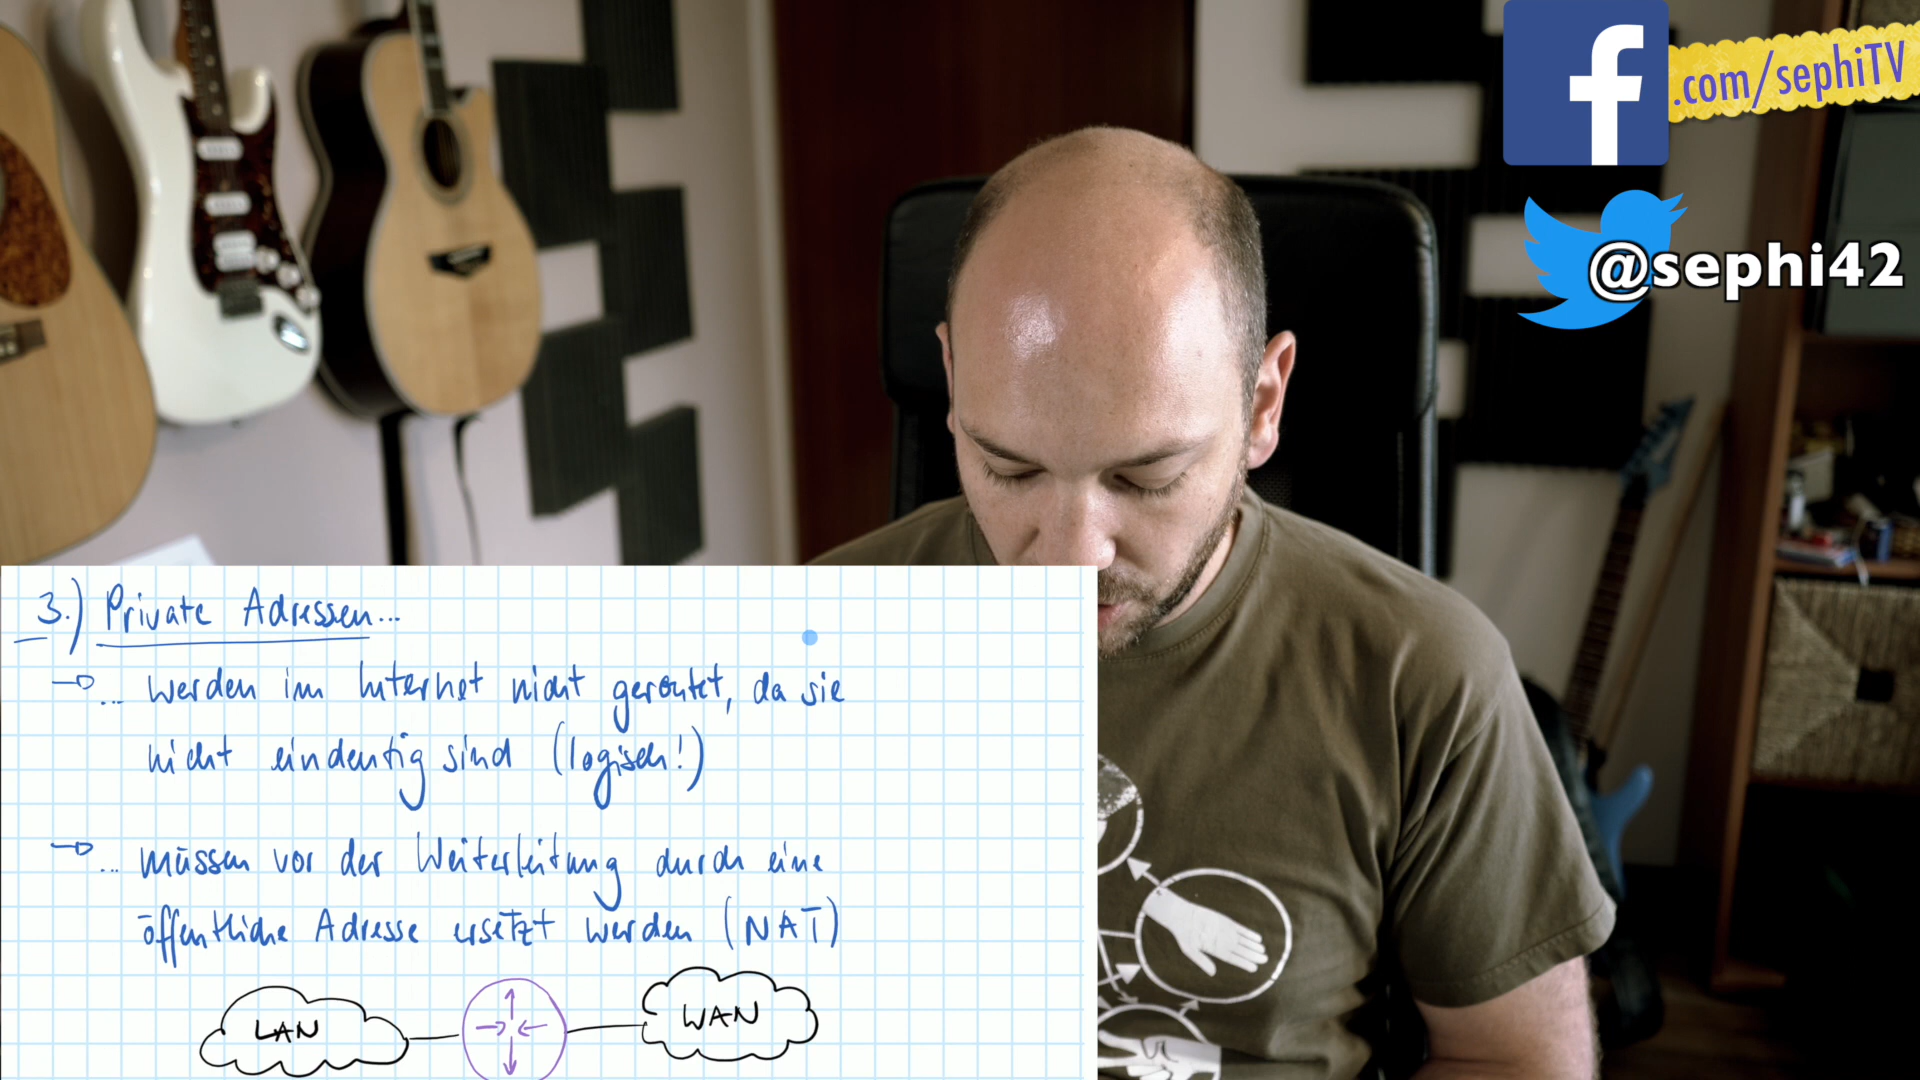 .com/sephiTV
@sephi42
3.) Private Adressen...
... werden im Internet nicht geroutet, da sie
nicht eindeutig sind (logisch!)
... müssen vor der Weiterleitung durch eine
öffentliche Adresse ersetzt werden (NAT)
LAN
WAN